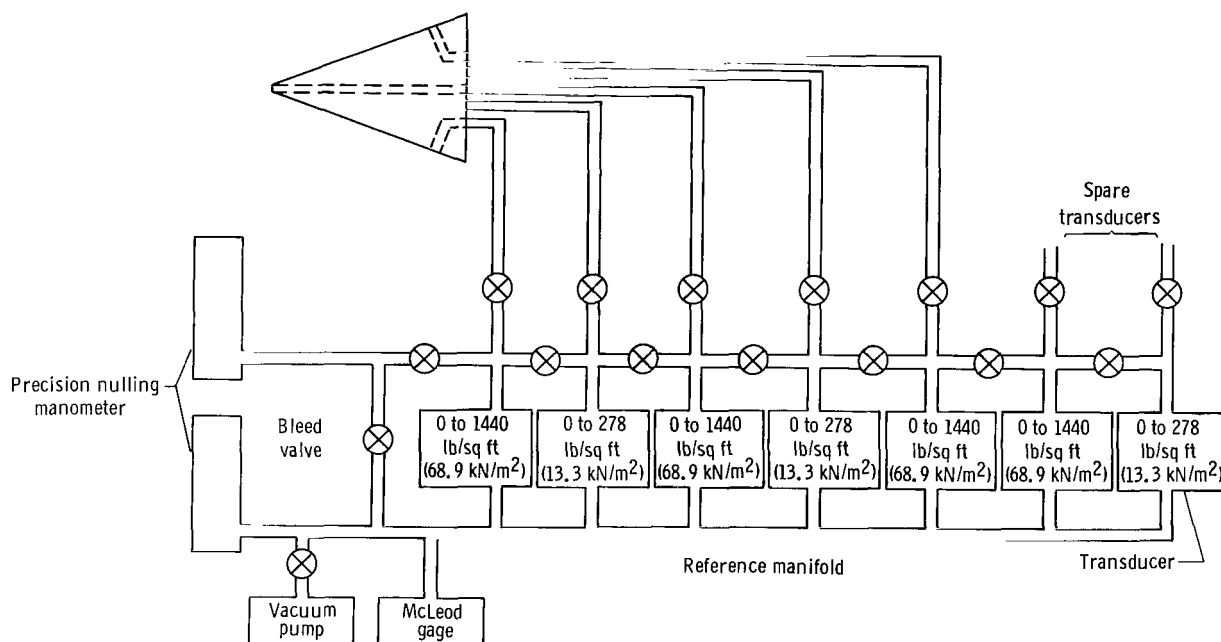 Spare
transducers
Precision nulling
manometer
Bleed
valve
0 to 1440
lb/sq ft
(68.9 kN/m²)
0 to 278
lb/sq ft
(13.3 kN/m²)
0 to 1440
lb/sq ft
(68.9 kN/m²)
0 to 278
lb/sq ft
(13.3 kN/m²)
0 to 1440
lb/sq ft
(68.9 kN/m²)
0 to 1440
lb/sq ft
(68.9 kN/m²)
0 to 278
lb/sq ft
(13.3 kN/m²)
Reference manifold
Transducer
Vacuum
pump
McLeod
gage